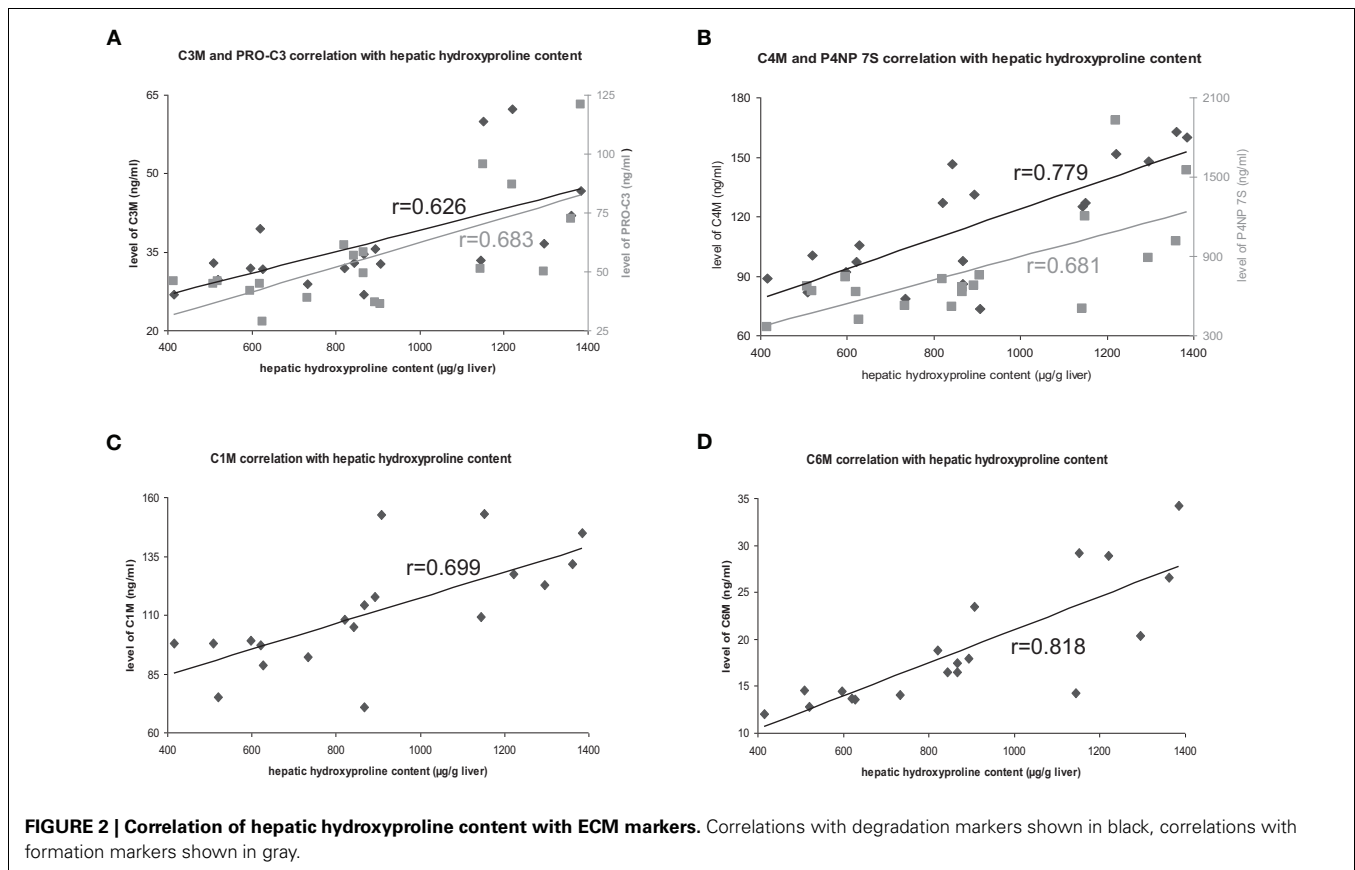 A
C3M and PRO-C3 correlation with hepatic hydroxyproline content
65
50
35
20
125
100
75
50
25
level of C3M (ng/ml)
level of PRO-C3 (ng/ml)
r=0.626
r=0.683
400 600 800 1000 1200 1400
hepatic hydroxyproline content (µg/g liver)
B
C4M and P4NP 7S correlation with hepatic hydroxyproline content
180
150
120
90
60
2100
1500
900
300
level of C4M (ng/ml)
level of P4NP 7S (ng/ml)
r=0.779
r=0.681
400 600 800 1000 1200 1400
hepatic hydroxyproline content (µg/g liver)
C
C1M correlation with hepatic hydroxyproline content
160
135
110
85
60
level of C1M (ng/ml)
r=0.699
400 600 800 1000 1200 1400
hepatic hydroxyproline content (µg/g liver)
D
C6M correlation with hepatic hydroxyproline content
35
30
25
20
15
10
level of C6M (ng/ml)
r=0.818
400 600 800 1000 1200 1400
hepatic hydroxyproline content (µg/g liver)
FIGURE 2 | Correlation of hepatic hydroxyproline content with ECM markers. Correlations with degradation markers shown in black, correlations with
formation markers shown in gray.